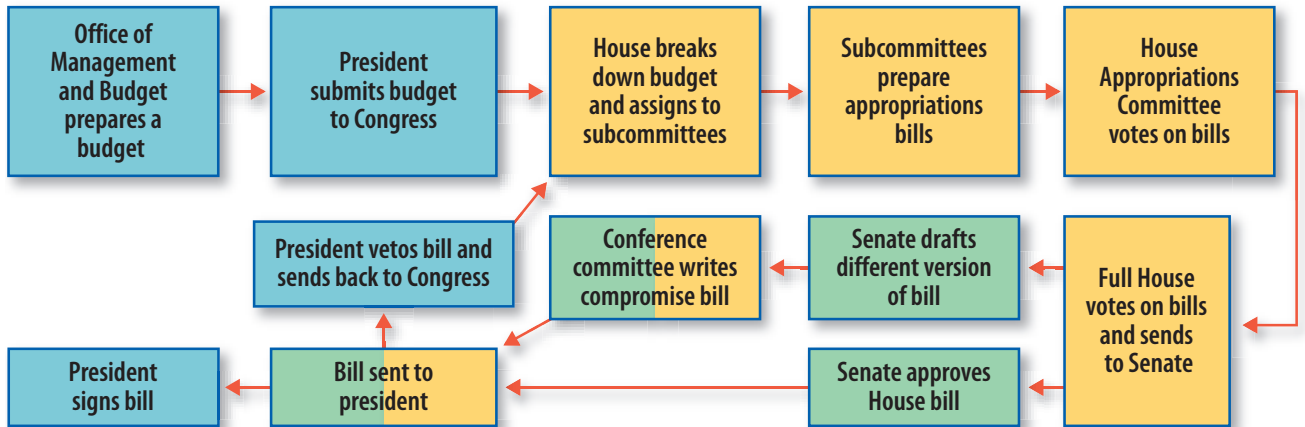 Office of
Management
and Budget
prepares a
budget
President
submits budget
to Congress
House breaks
down budget
and assigns to
subcommittees
Subcommittees
prepare
appropriations
bills
House
Appropriations
Committee
votes on bills
Full House
votes on bills
and sends
to Senate
Senate drafts
different version
of bill
Conference
committee writes
compromise bill
President vetos bill and
sends back to Congress
Senate approves
House bill
Bill sent to
president
President
signs bill